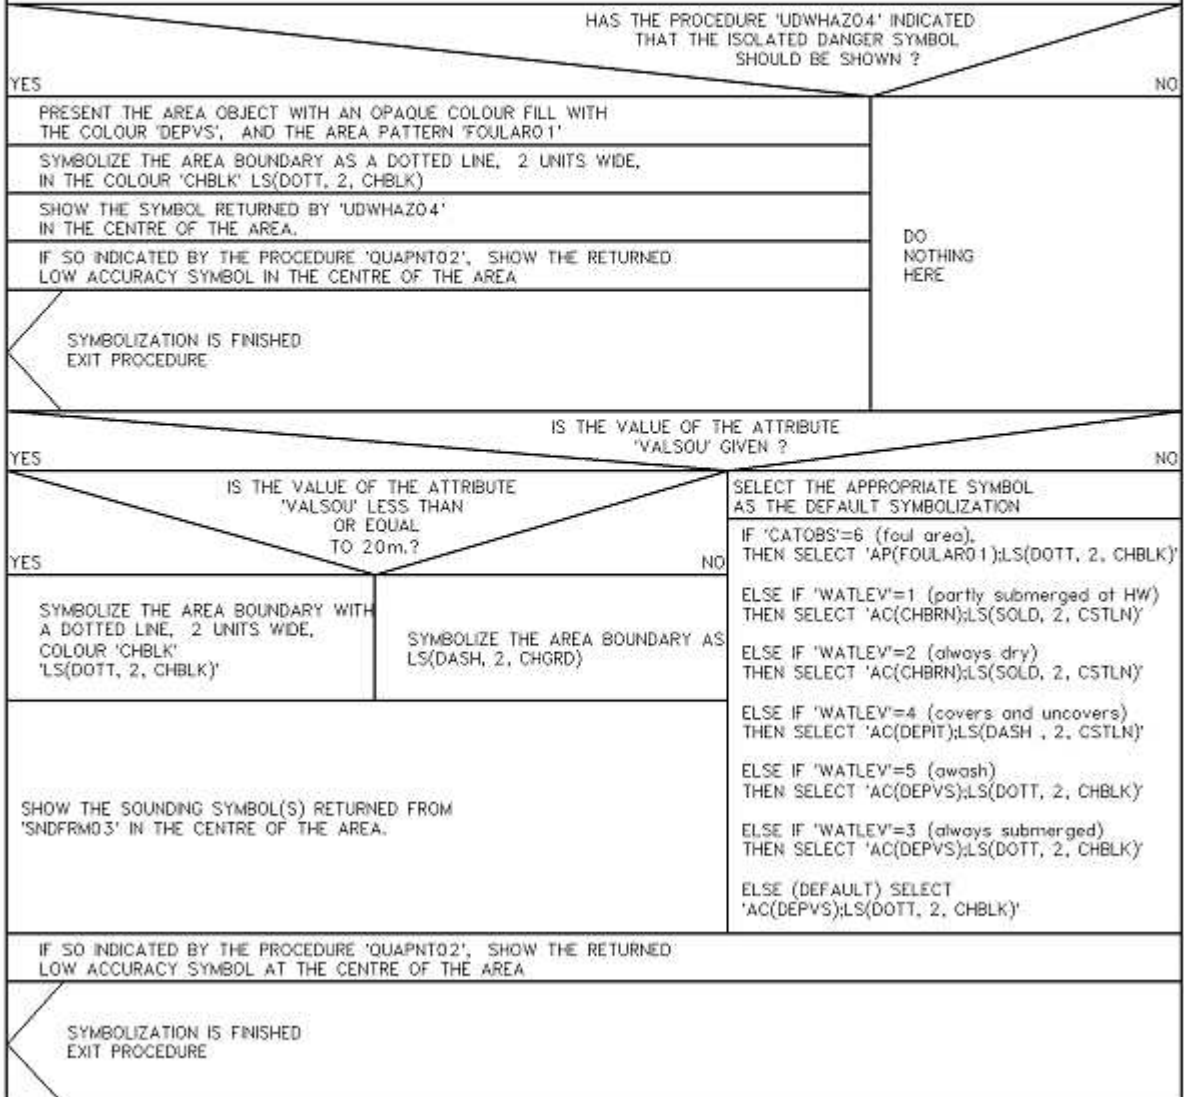 HAS THE PROCEDURE 'UDWHAZ04' INDICATED
THAT THE ISOLATED DANGER SYMBOL
SHOULD BE SHOWN ?
YES
NO
PRESENT THE AREA OBJECT WITH AN OPAQUE COLOUR FILL WITH
THE COLOUR 'DEPVS', AND THE AREA PATTERN 'FOULAR01'
SYMBOLIZE THE AREA BOUNDARY AS A DOTTED LINE, 2 UNITS WIDE,
IN THE COLOUR 'CHBLK' LS(DOTT, 2, CHBLK)
SHOW THE SYMBOL RETURNED BY 'UDWHAZ04'
IN THE CENTRE OF THE AREA.
IF SO INDICATED BY THE PROCEDURE 'QUAPNT02', SHOW THE RETURNED
LOW ACCURACY SYMBOL IN THE CENTRE OF THE AREA
SYMBOLIZATION IS FINISHED
EXIT PROCEDURE
DO
NOTHING
HERE
IS THE VALUE OF THE ATTRIBUTE
'VALSOU' GIVEN ?
YES
NO
IS THE VALUE OF THE ATTRIBUTE
'VALSOU' LESS THAN
OR EQUAL
TO 20m.?
YES
NO
SYMBOLIZE THE AREA BOUNDARY WITH
A DOTTED LINE, 2 UNITS WIDE,
COLOUR 'CHBLK'
'LS(DOTT, 2, CHBLK)'
SYMBOLIZE THE AREA BOUNDARY AS
LS(DASH, 2, CHGRD)
SHOW THE SOUNDING SYMBOL(S) RETURNED FROM
'SNDFRM03' IN THE CENTRE OF THE AREA.
SELECT THE APPROPRIATE SYMBOL
AS THE DEFAULT SYMBOLIZATION
IF 'CATOBS'=6 (foul area),
THEN SELECT 'AP(FOULAR01);LS(DOTT, 2, CHBLK)'
ELSE IF 'WATLEV'=1 (partly submerged at HW)
THEN SELECT 'AC(CHBRN);LS(SOLD, 2, CSTLN)'
ELSE IF 'WATLEV'=2 (always dry)
THEN SELECT 'AC(CHBRN);LS(SOLD, 2, CSTLN)'
ELSE IF 'WATLEV'=4 (covers and uncovers)
THEN SELECT 'AC(DEPIT);LS(DASH , 2, CSTLN)'
ELSE IF 'WATLEV'=5 (awash)
THEN SELECT 'AC(DEPVS);LS(DOTT, 2, CHBLK)'
ELSE IF 'WATLEV'=3 (always submerged)
THEN SELECT 'AC(DEPVS);LS(DOTT, 2, CHBLK)'
ELSE (DEFAULT) SELECT
'AC(DEPVS);LS(DOTT, 2, CHBLK)'
IF SO INDICATED BY THE PROCEDURE 'QUAPNT02', SHOW THE RETURNED
LOW ACCURACY SYMBOL AT THE CENTRE OF THE AREA
SYMBOLIZATION IS FINISHED
EXIT PROCEDURE